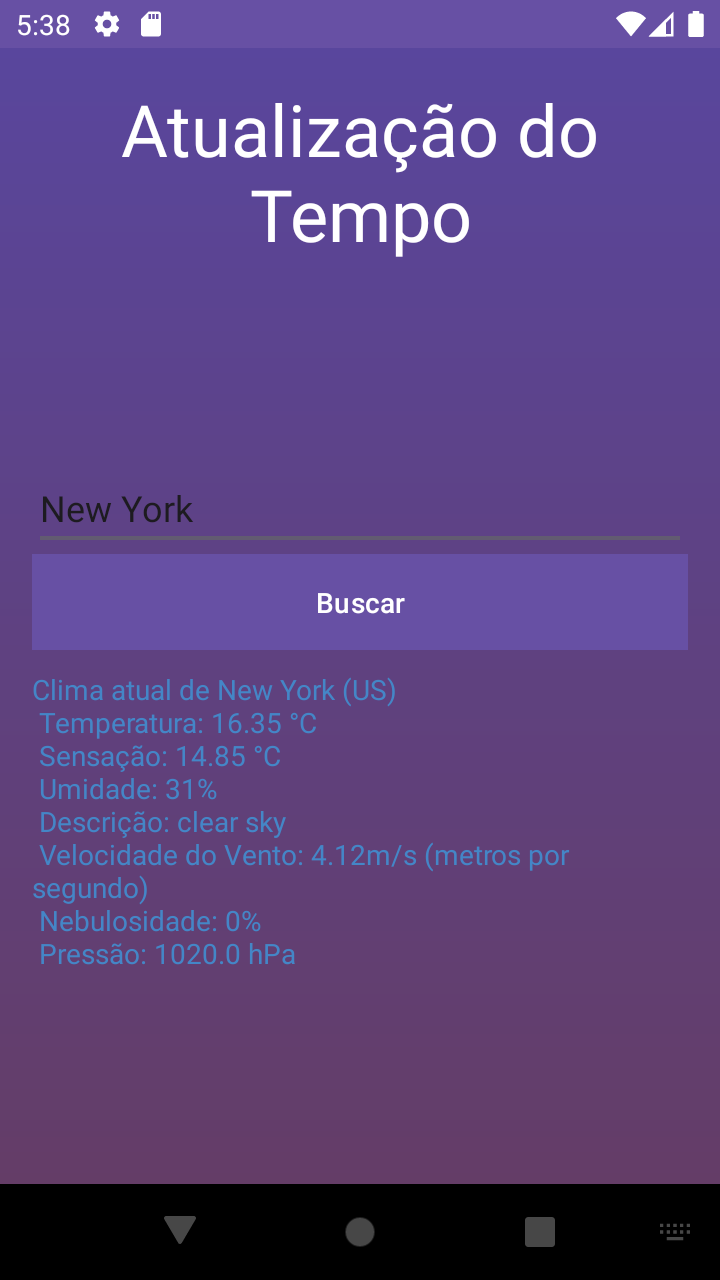 5:38
Atualização do
Tempo
New York
Buscar
Clima atual de New York (US)
Temperatura: 16.35 °C
Sensação: 14.85 °C
Umidade: 31%
Descrição: clear sky
Velocidade do Vento: 4.12m/s (metros por
segundo)
Nebulosidade: 0%
Pressão: 1020.0 hPa